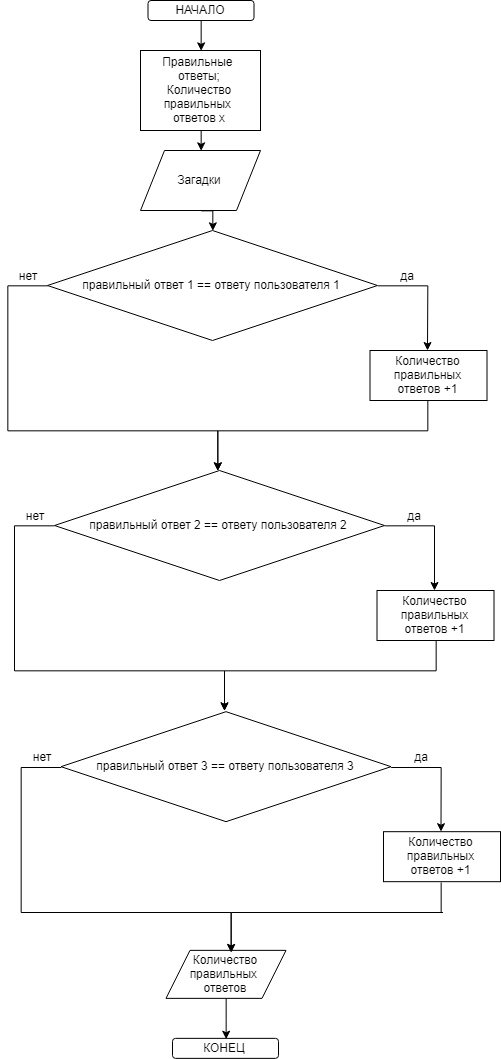 НАЧАЛО
Правильные
ответы;
Количество
правильных
ответов x
Загадки
нет
да
правильный ответ 1 == ответу пользователя 1
Количество
правильных
ответов +1
нет
да
правильный ответ 2 == ответу пользователя 2
Количество
правильных
ответов +1
нет
да
правильный ответ 3 == ответу пользователя 3
Количество
правильных
ответов +1
Количество
правильных
ответов
КОНЕЦ